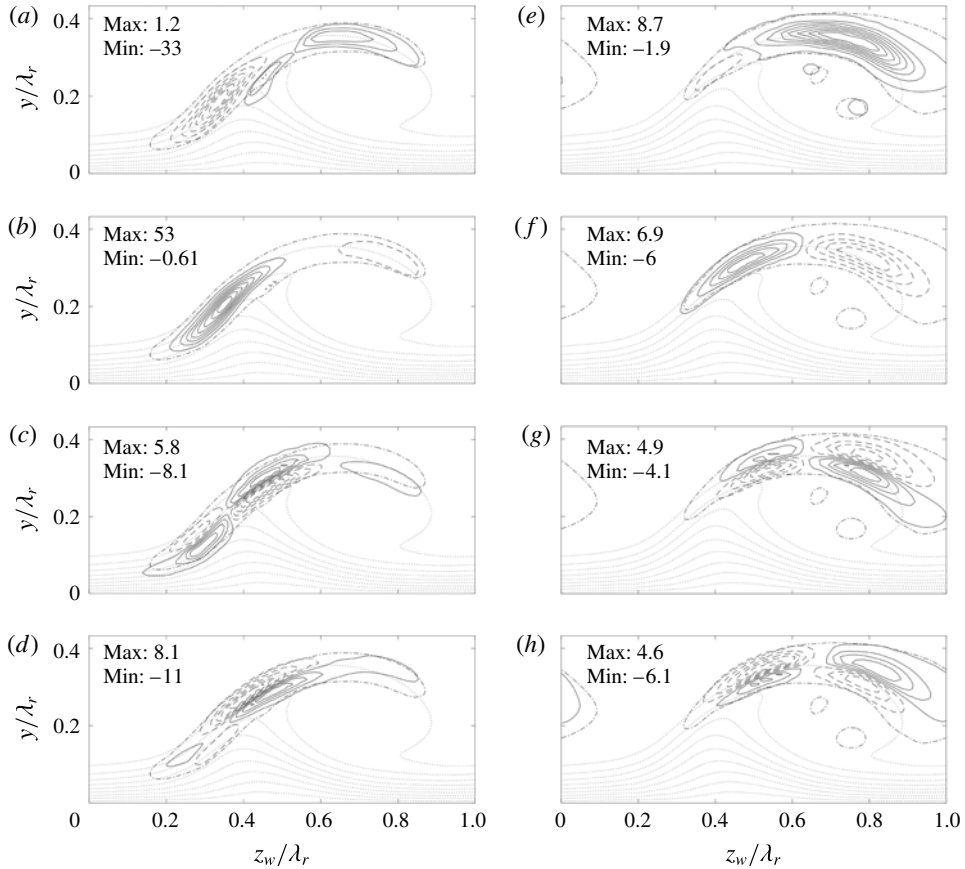 (a)
Max: 1.2
Min: –33
y/λr
0.4
0.2
0
(e)
Max: 8.7
Min: –1.9
(b)
Max: 53
Min: –0.61
y/λr
0.4
0.2
0
(f)
Max: 6.9
Min: –6
(c)
Max: 5.8
Min: –8.1
y/λr
0.4
0.2
0
(g)
Max: 4.9
Min: –4.1
(d)
Max: 8.1
Min: –11
y/λr
0.4
0.2
0 0.2 0.4 0.6 0.8 1.0
zw/λr
(h)
Max: 4.6
Min: –6.1
0 0.2 0.4 0.6 0.8 1.0
zw/λr